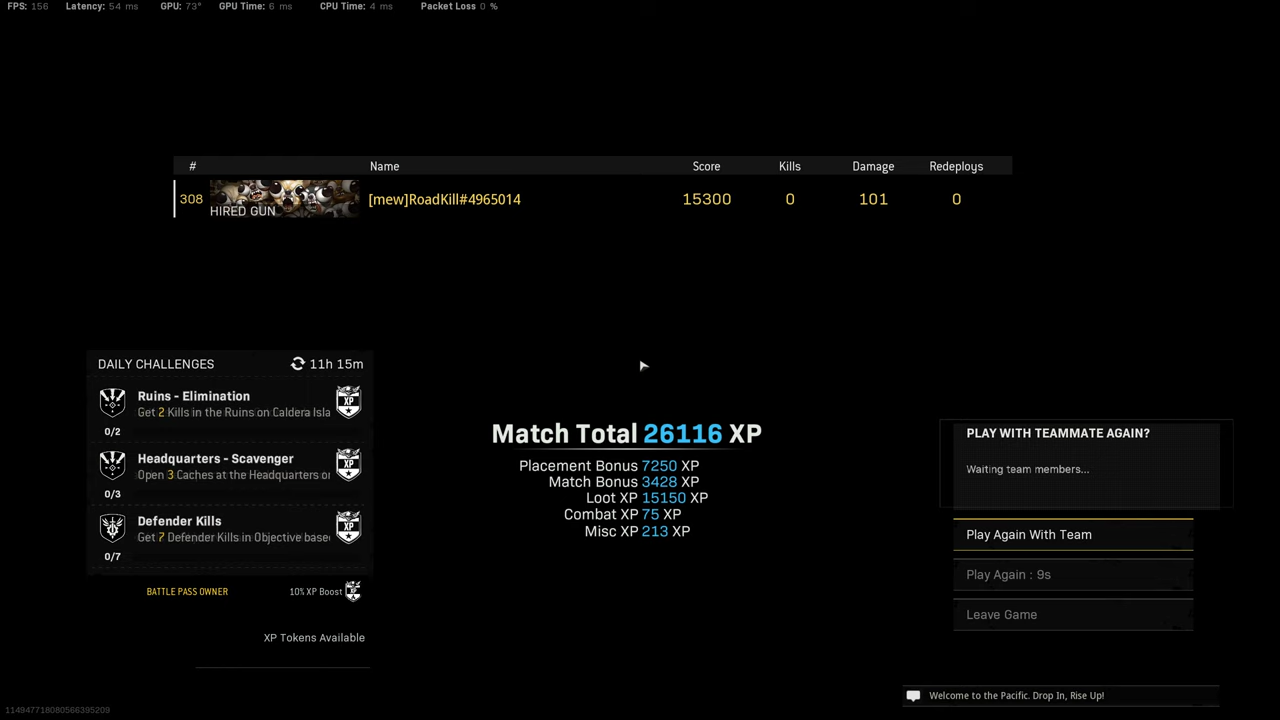 FPS: 156 Latency: 54 ms GPU: 73° GPU Time: 6 ms CPU Time: 4 ms Packet Loss 0 %
# Name Score Kills Damage Redeploys
308 HIRED GUN [mew]RoadKill#4965014 15300 0 101 0
DAILY CHALLENGES 11h 15m
Ruins - Elimination
Get 2 Kills in the Ruins on Caldera Isla
XP
0/2
Headquarters - Scavenger
Open 3 Caches at the Headquarters or
XP
0/3
Defender Kills
Get 7 Defender Kills in Objective base
XP
0/7
BATTLE PASS OWNER 10% XP Boost
XP Tokens Available
Match Total 26116 XP
Placement Bonus 7250 XP
Match Bonus 3428 XP
Loot XP 15150 XP
Combat XP 75 XP
Misc XP 213 XP
PLAY WITH TEAMMATE AGAIN?
Waiting team members...
Play Again With Team
Play Again : 9s
Leave Game
Welcome to the Pacific. Drop In, Rise Up!